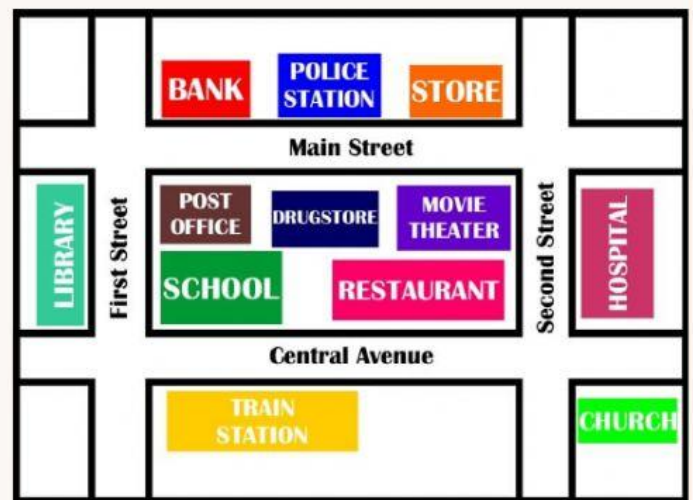 BANK
POLICE
STATION
STORE
Main Street
LIBRARY
First Street
POST
OFFICE
DRUGSTORE
MOVIE
THEATER
SCHOOL
RESTAURANT
Second Street
HOSPITAL
Central Avenue
TRAIN
STATION
CHURCH